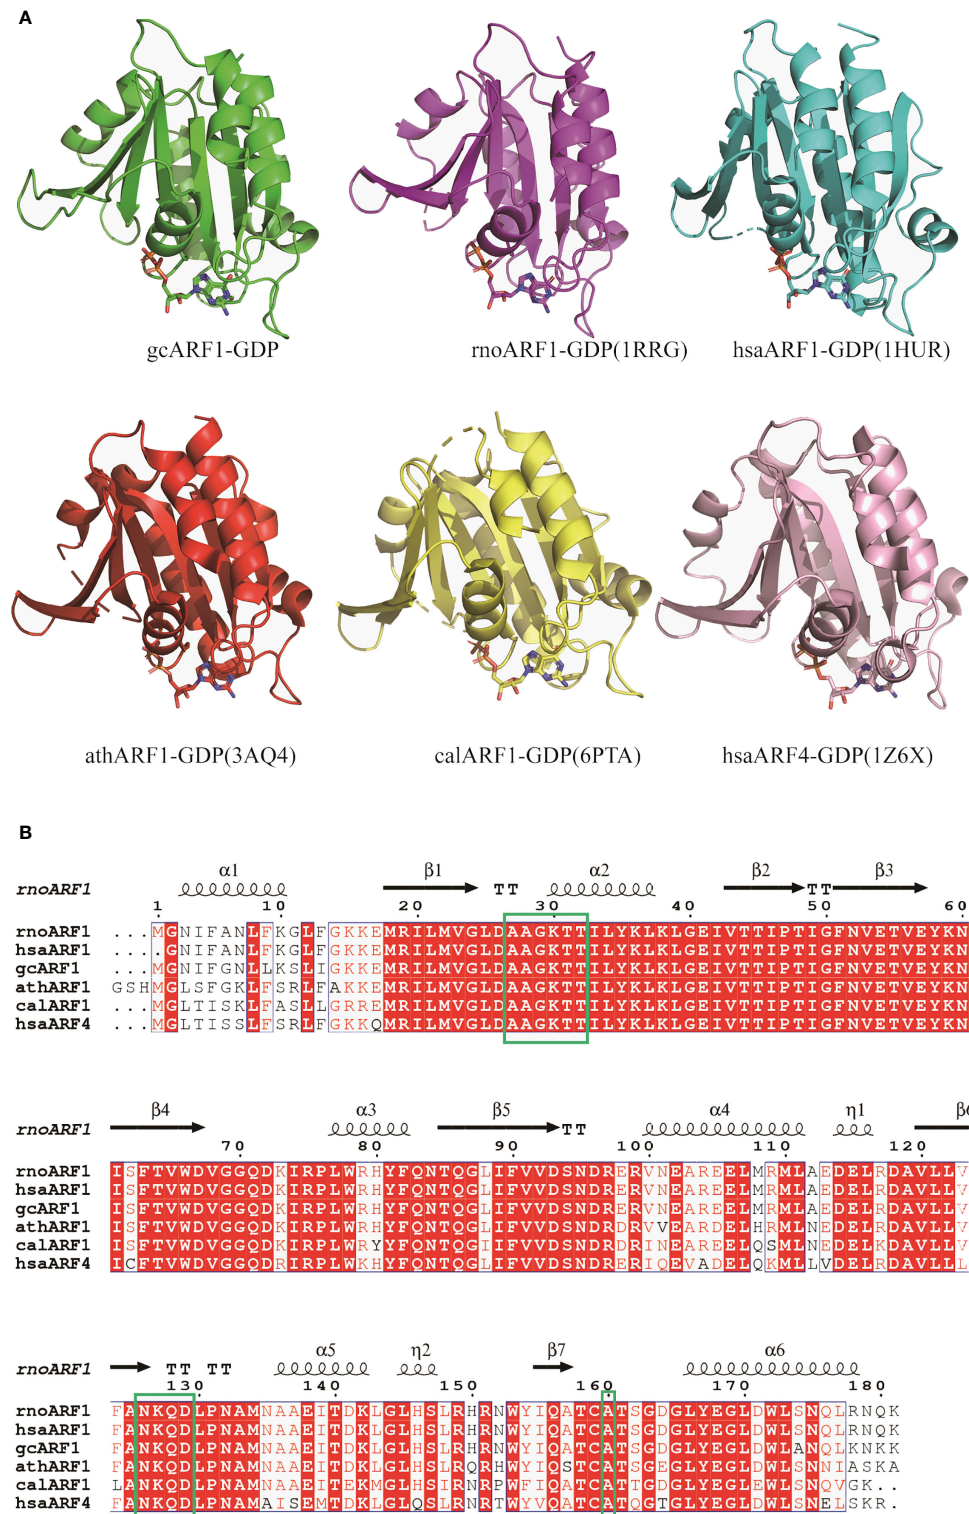 A
gcARF1-GDP
rnoARF1-GDP(1RRG)
hsaARF1-GDP(1HUR)
athARF1-GDP(3AQ4)
calARF1-GDP(6PTA)
hsaARF4-GDP(1Z6X)
B
α1 β1 α2 β2 β3
rnoARF1 TT TT
1 10 20 30 40 50 60
rnoARF1 ...MGNIFANLFKGLFGKKEMRILMVGLDAAGKTTILYKLKLGEIVTTIPTIGFNVETVEYKN
hsaARF1 ....GNIFANLFKGLFGKKEMRILMVGLDAAGKTTILYKLKLGEIVTTIPTIGFNVETVEYKN
gcARF1 ...MGNIFGNLLKSLIGKKEMRILMVGLDAAGKTTILYKLKLGEIVTTIPTIGFNVETVEYKN
athARF1 GSHMGLSFGKLFSRLFAKKEMRILMVGLDAAGKTTILYKLKLGEIVTTIPTIGFNVETVEYKN
calARF1 ...MGLTISKLFASLLGRREMRILMVGLDAAGKTTILYKLKLGEIVTTIPTIGFNVETVEYKN
hsaARF4 ...MGLTISSLFSRLFGKKQMRILMVGLDAAGKTTILYKLKLGEIVTTIPTIGFNVETVEYKN
β4 α3 β5 α4 η1 β6
rnoARF1 TT
70 80 90 100 110 120
rnoARF1 ISFTVWDVGGQDKIRPLWRHYFQNTQGLIFVVDSNDRERVNEAREELMRMLAEDELRDAVLLV
hsaARF1 ISFTVWDVGGQDKIRPLWRHYFQNTQGLIFVVDSNDRERVNEAREELMRMLAEDELRDAVLLV
gcARF1 ISFTVWDVGGQDKIRPLWRHYFQNTQGLIFVVDSNDRERVNEAREELMRMLAEDELRDAVLLV
athARF1 ISFTVWDVGGQDKIRPLWRHYFQNTQGLIFVVDSNDRDRVVEARDELHRMLNEDELRDAVLLV
calARF1 ISFTVWDVGGQDKIRPLWRYYFQNTQGIIFVVDSNDRDRINEAREELQSMLNEDELKDAVLLV
hsaARF4 ICFTVWDVGGQDRIRPLWKHYFQNTQGLIFVVDSNDRERIQEVADELQKMLLVDELRDAVLLL
α5 η2 β7 α6
rnoARF1 TT TT
130 140 150 160 170 180
rnoARF1 FANKQDLPNAMNAAEITDKLGLHSLRHRNWYIQATCATSGDGLYEGLDWLSNQLRNQK
hsaARF1 FANKQDLPNAMNAAEITDKLGLHSLRHRNWYIQATCATSGDGLYEGLDWLSNQLRNQK
gcARF1 FANKQDLPNAMNAAEITDKLGLHSLRHRNWYIQATCATSGDGLYEGLDWLANQLKNKK
athARF1 FANKQDLPNAMNAAEITDKLGLHSLRQRHWYIQSTCATSGEGLYEGLDWLSNNIASKA
calARF1 LANKQDLPNAMNAAEITEKMGLHSIRNRPWFIQATCATTGDGLYEGLEWLSNQVGK..
hsaARF4 FANKQDLPNAMAISEMTDKLGLQSLRNRTWYVQATCATQGTGLYEGLDWLSNELSKR.